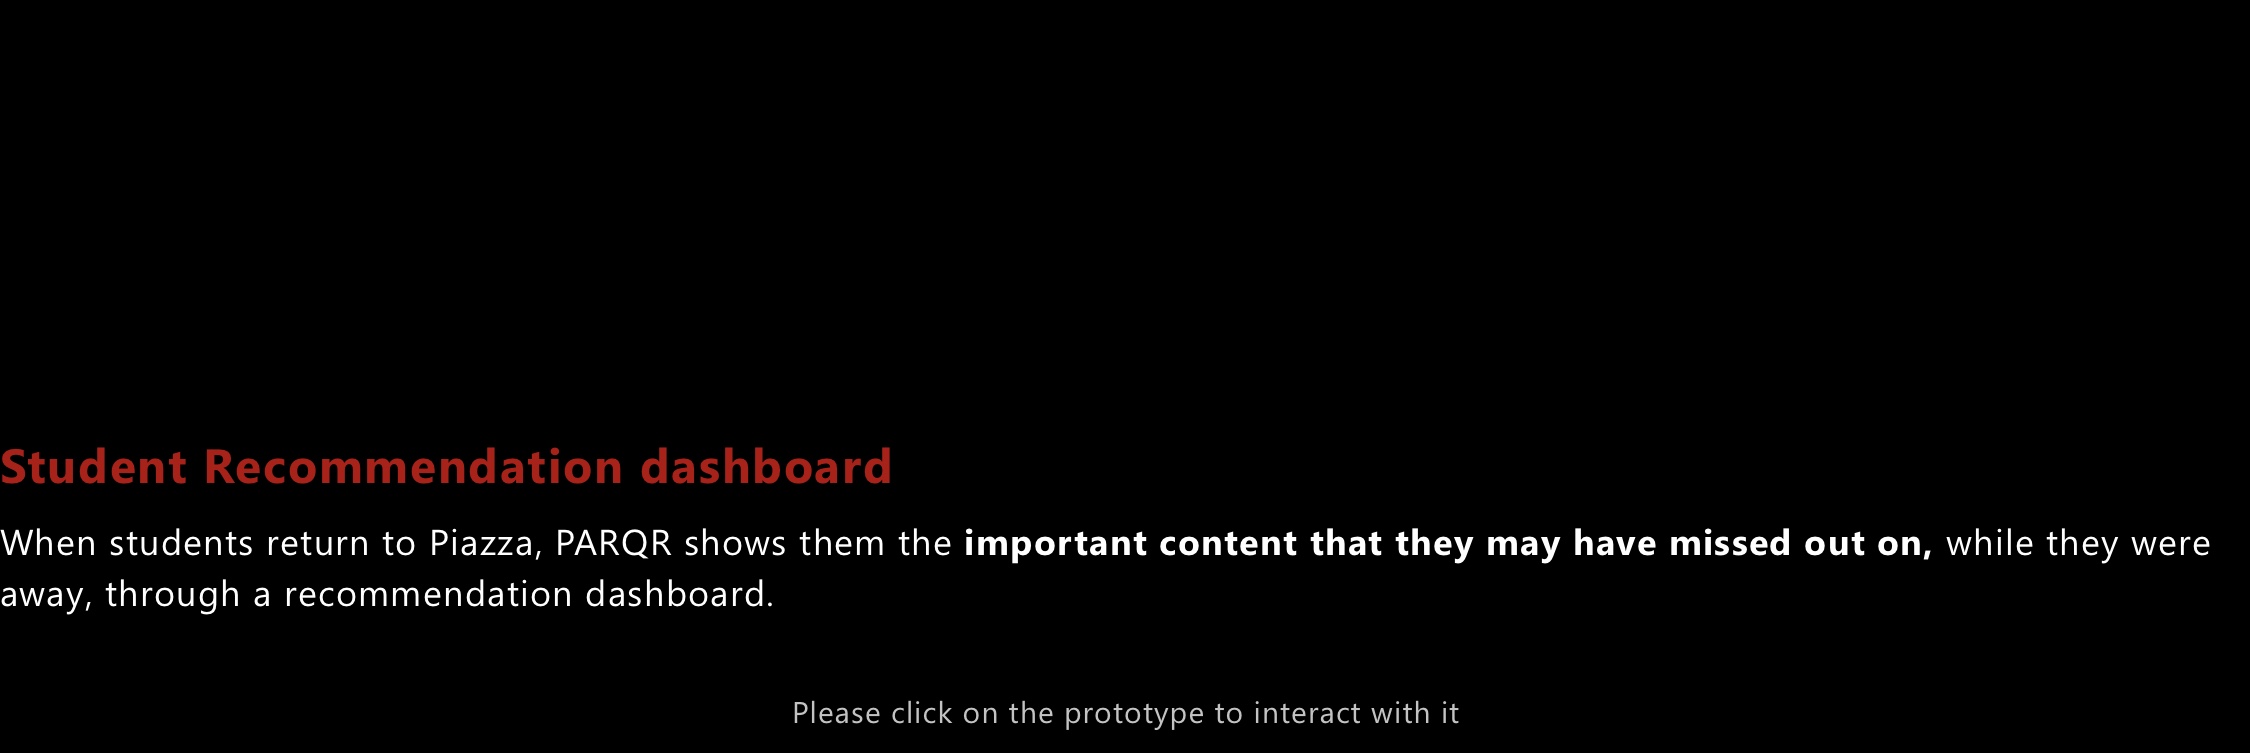 Student Recommendation dashboard
When students return to Piazza, PARQR shows them the important content that they may have missed out on, while they were
away, through a recommendation dashboard.
Please click on the prototype to interact with it